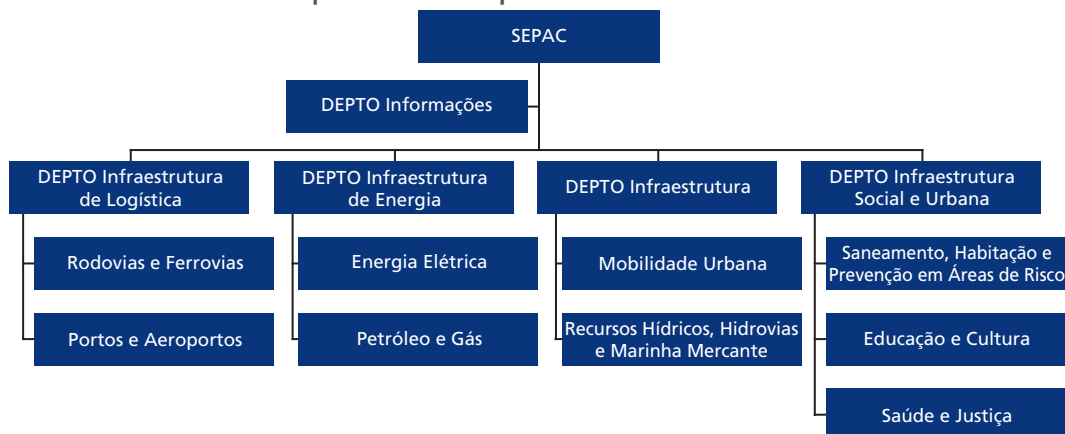 SEPAC
DEPTO Informações
DEPTO Infraestrutura
de Logística
DEPTO Infraestrutura
de Energia
DEPTO Infraestrutura
DEPTO Infraestrutura
Social e Urbana
Rodovias e Ferrovias
Energia Elétrica
Mobilidade Urbana
Saneamento, Habitação e
Prevenção em Áreas de Risco
Portos e Aeroportos
Petróleo e Gás
Recursos Hídricos, Hidrovias
e Marinha Mercante
Educação e Cultura
Saúde e Justiça